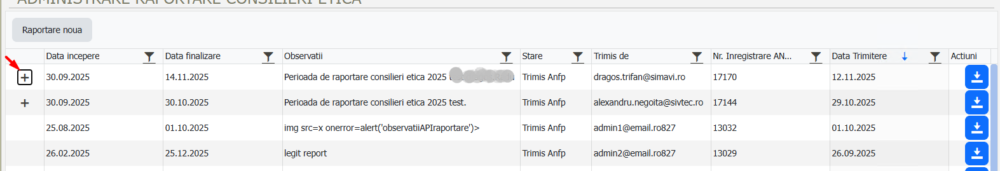 ADMINISTRARE RAPORTARE CONSILIERI ETICA
Raportare noua
Data incepere Data finalizare Observatii Stare Trimis de Nr. Inregistrare AN... Data Trimitere Actiuni
30.09.2025 14.11.2025 Perioada de raportare consilieri etica 2025 Trimis Anfp dragos.trifan@simavi.ro 17170 12.11.2025
30.09.2025 30.10.2025 Perioada de raportare consilieri etica 2025 test. Trimis Anfp alexandru.negoita@sivtec.ro 17144 29.10.2025
25.08.2025 01.10.2025 img src=x onerror=alert('observatiiAPIraportare')> Trimis Anfp admin1@email.ro827 13032 01.10.2025
26.02.2025 25.12.2025 legit report Trimis Anfp admin2@email.ro827 13029 26.09.2025